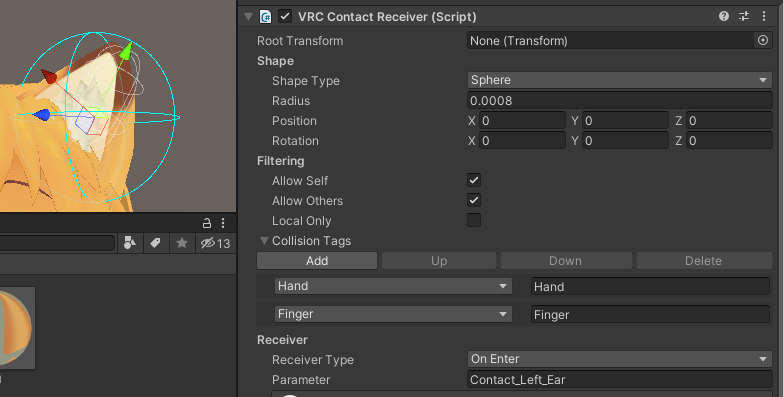 VRC Contact Receiver (Script)
Root Transform None (Transform)
Shape
Shape Type Sphere
Radius 0.0008
Position X 0 Y 0 Z 0
Rotation X 0 Y 0 Z 0
Filtering
Allow Self
Allow Others
Local Only
Collision Tags
Add Up Down Delete
Hand Hand
Finger Finger
Receiver
Receiver Type On Enter
Parameter Contact_Left_Ear
13